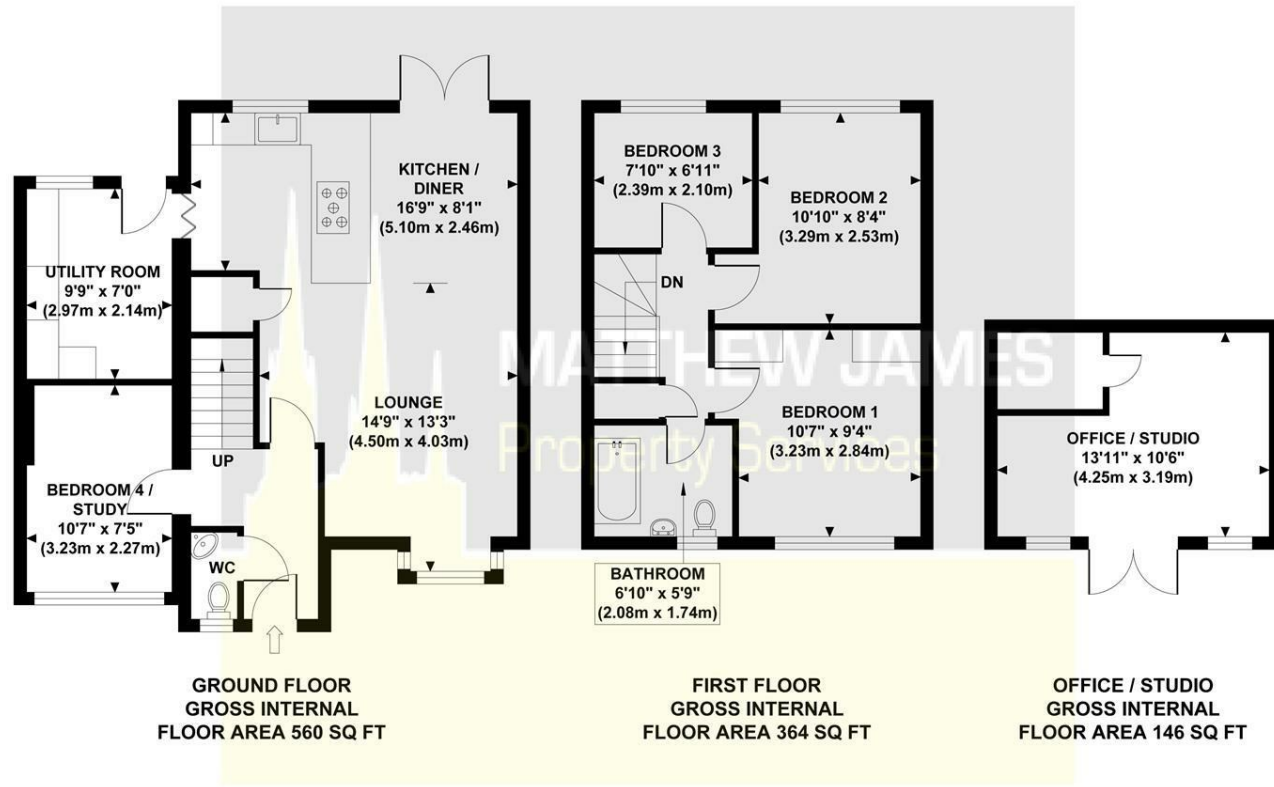 KITCHEN /
DINER
16'9" x 8'1"
(5.10m x 2.46m)
UTILITY ROOM
9'9" x 7'0"
(2.97m x 2.14m)
LOUNGE
14'9" x 13'3"
(4.50m x 4.03m)
UP
BEDROOM 4 /
STUDY
10'7" x 7'5"
(3.23m x 2.27m)
WC
BEDROOM 3
7'10" x 6'11"
(2.39m x 2.10m)
BEDROOM 2
10'10" x 8'4"
(3.29m x 2.53m)
DN
MATTHEW JAMES
Property Services
BEDROOM 1
10'7" x 9'4"
(3.23m x 2.84m)
BATHROOM
6'10" x 5'9"
(2.08m x 1.74m)
OFFICE / STUDIO
13'11" x 10'6"
(4.25m x 3.19m)
GROUND FLOOR
GROSS INTERNAL
FLOOR AREA 560 SQ FT
FIRST FLOOR
GROSS INTERNAL
FLOOR AREA 364 SQ FT
OFFICE / STUDIO
GROSS INTERNAL
FLOOR AREA 146 SQ FT